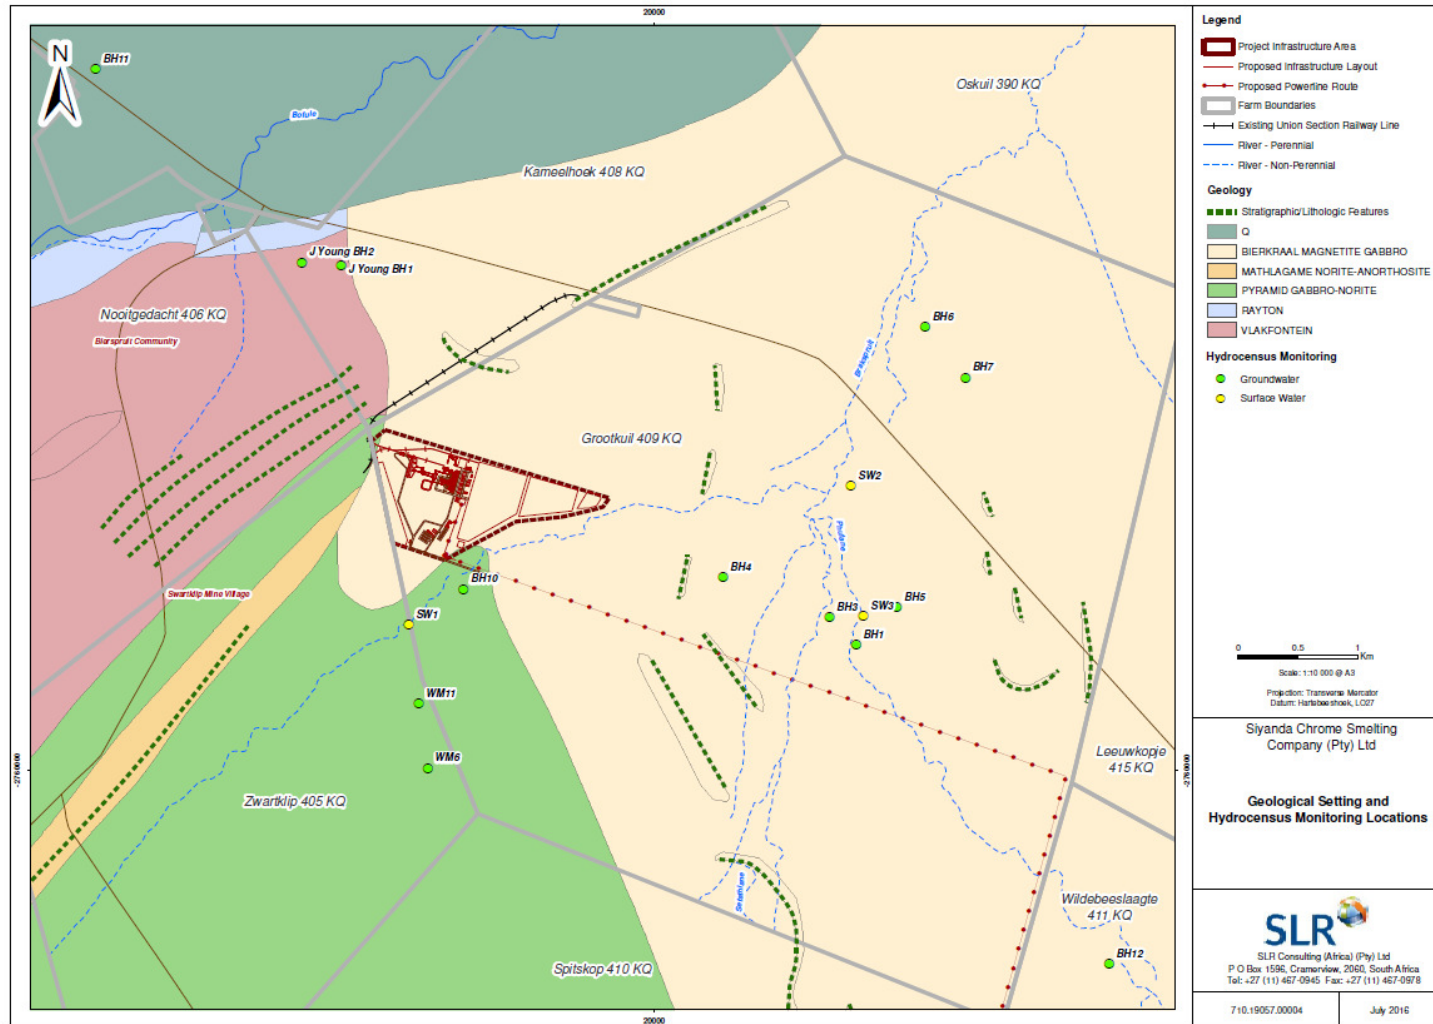 20000
N
BH11
Bofule
Oskuil 390 KQ
Kameelhoek 408 KQ
J Young BH2
J Young BH1
Nooitgedacht 406 KQ
Bierspruit Community
BH6
Brakspruit
BH7
Grootkuil 409 KQ
SW2
Phufane
BH4
BH10
Swartklip Mine Village
SW1
BH3
SW3
BH5
BH1
WM11
WM6
-2760000
-2760000
Leeuwkopje
415 KQ
Zwartklip 405 KQ
Wildebeeslaagte
411 KQ
BH12
Spitskop 410 KQ
20000
Legend
Project Infrastructure Area
Proposed Infrastructure Layout
Proposed Powerline Route
Farm Boundaries
Existing Union Section Railway Line
River - Perennial
River - Non-Perennial
Geology
Stratigraphic/Lithologic Features
Q
BIERKRAAL MAGNETITE GABBRO
MATHLAGAME NORITE-ANORTHOSITE
PYRAMID GABBRO-NORITE
RAYTON
VLAKFONTEIN
Hydrocensus Monitoring
Groundwater
Surface Water
0 0.5 1
Km
Scale: 1:10 000 @ A3
Projection: Transverse Mercator
Datum: Hartebeeshoek, LO27
Siyanda Chrome Smelting
Company (Pty) Ltd
Geological Setting and
Hydrocensus Monitoring Locations
SLR
SLR Consulting (Africa) (Pty) Ltd
P O Box 1596, Cramerview, 2060, South Africa
Tel: +27 (11) 467-0945 Fax: +27 (11) 467-0978
710.19057.00004
July 2016